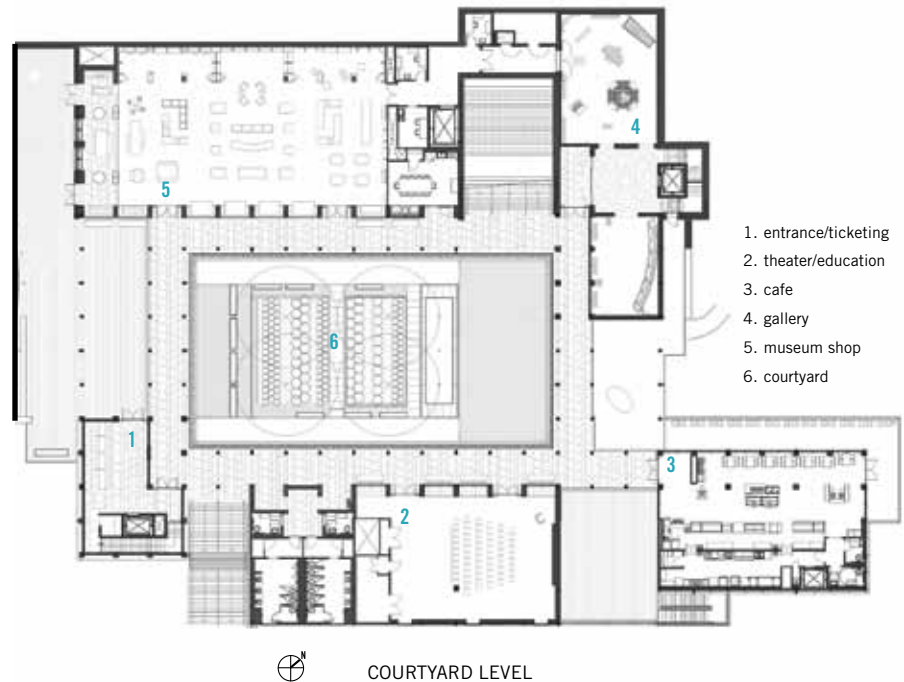 4
5
1. entrance/ticketing
2. theater/education
3. cafe
4. gallery
5. museum shop
6. courtyard
6
1
3
2
N
COURTYARD LEVEL